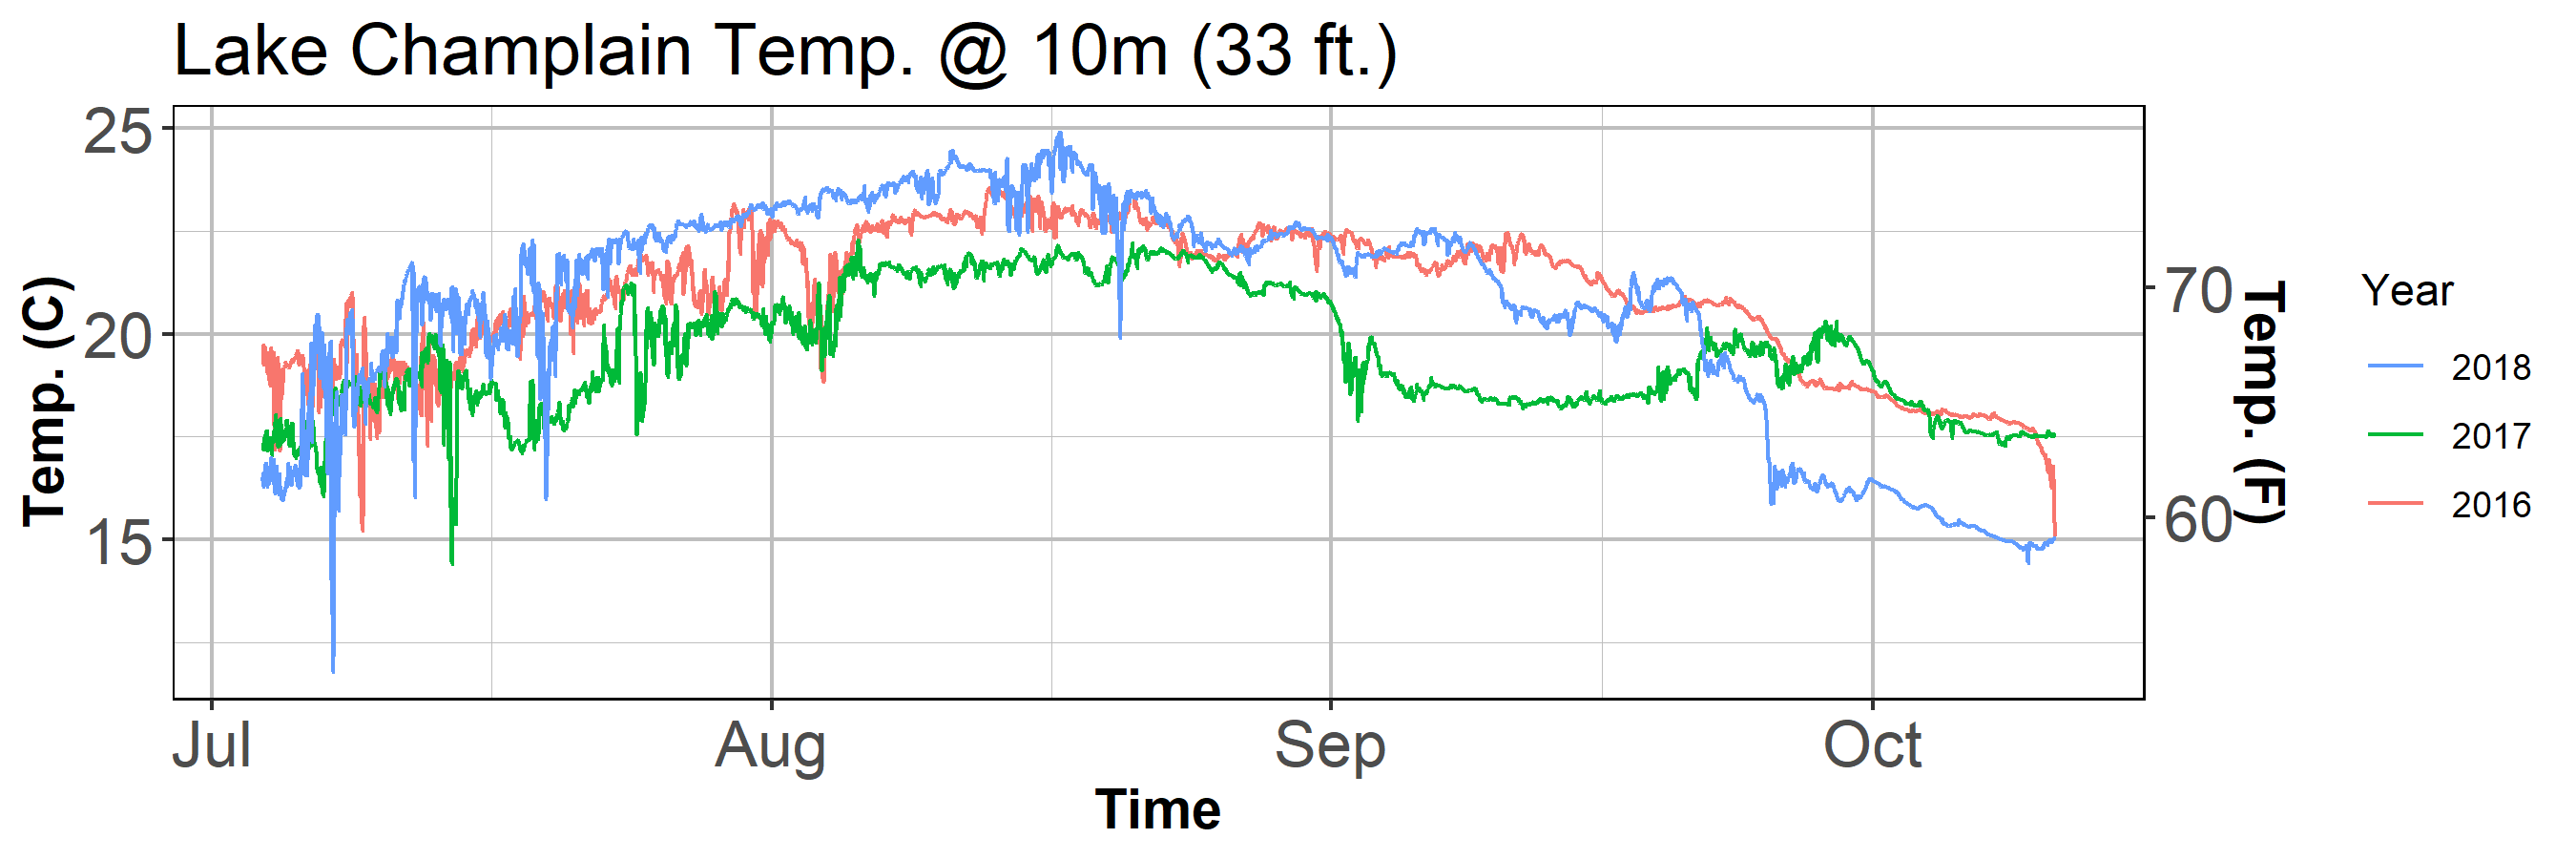 Lake Champlain Temp. @ 10m (33 ft.)
25
20
15
Temp. (C)
70
60
Temp. (F)
Jul Aug Sep Oct
Time
Year
2018
2017
2016